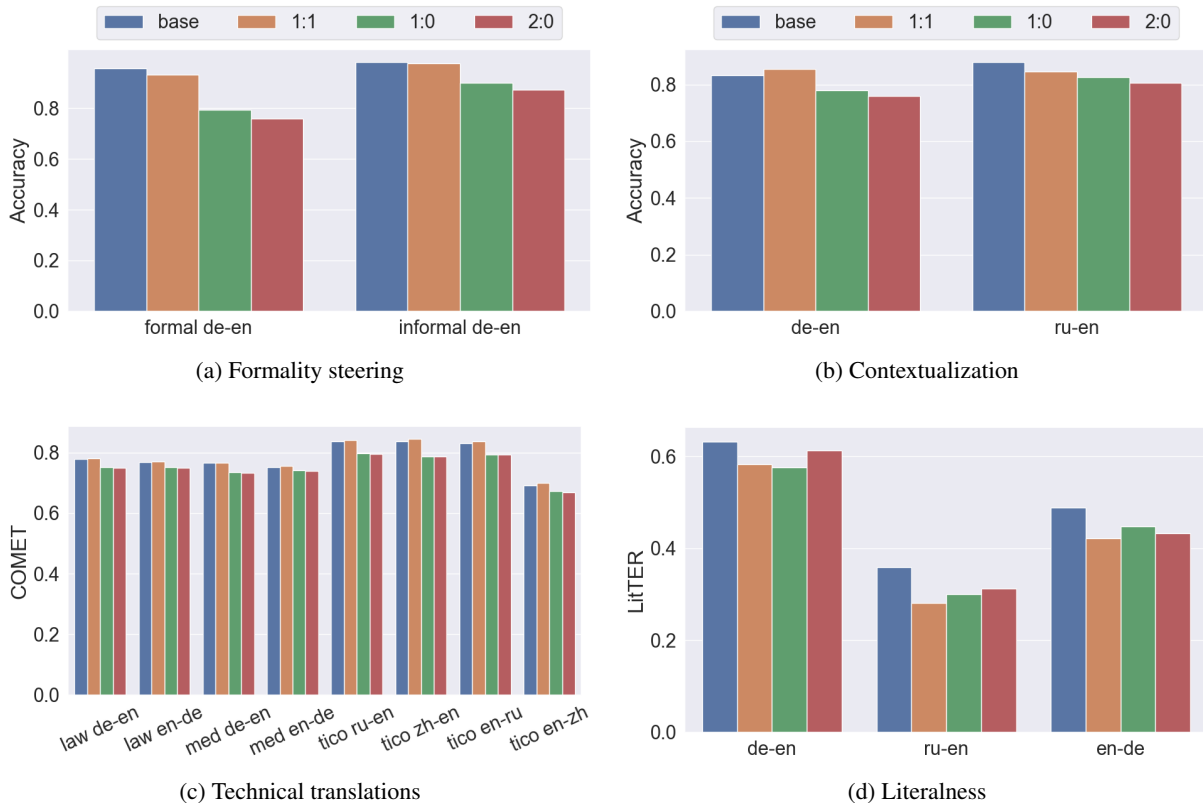 base 1:1 1:0 2:0
Accuracy
0.8
0.6
0.4
0.2
0.0
formal de-en informal de-en
(a) Formality steering
base 1:1 1:0 2:0
Accuracy
0.8
0.6
0.4
0.2
0.0
de-en ru-en
(b) Contextualization
COMET
0.8
0.6
0.4
0.2
0.0
law de-en law en-de med de-en med en-de tico ru-en tico zh-en tico en-ru tico en-zh
(c) Technical translations
LitTER
0.6
0.4
0.2
0.0
de-en ru-en en-de
(d) Literalness